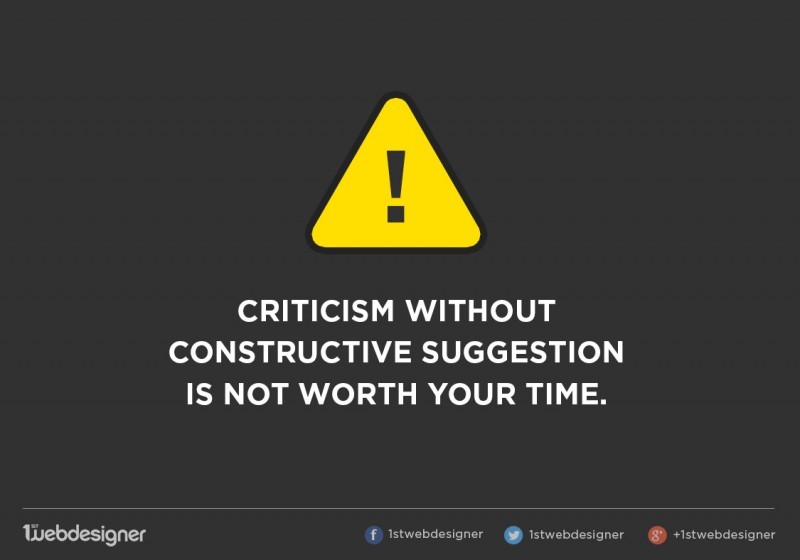 !
CRITICISM WITHOUT
CONSTRUCTIVE SUGGESTION
IS NOT WORTH YOUR TIME.
1ST webdesigner
f 1stwebdesigner
1stwebdesigner
g+ +1stwebdesigner